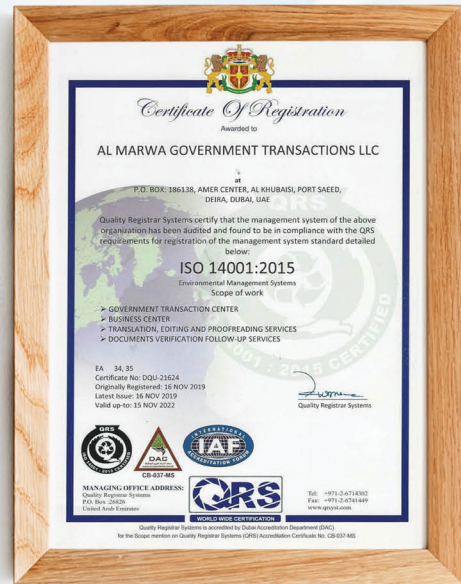 Certificate Of Registration
Awarded to
AL MARWA GOVERNMENT TRANSACTIONS LLC
at
P.O. BOX: 186138, AMER CENTER, AL KHUBAISI, PORT SAEED,
DEIRA, DUBAI, UAE
Quality Registrar Systems certify that the management system of the above
organization has been audited and found to be in compliance with the QRS
requirements for registration of the management system standard detailed
below:
ISO 14001:2015
Environmental Management Systems
Scope of work
➢ GOVERNMENT TRANSACTION CENTER
➢ BUSINESS CENTER
➢ TRANSLATION, EDITING AND PROOFREADING SERVICES
➢ DOCUMENTS VERIFICATION FOLLOW-UP SERVICES
EA 34, 35
Certificate No: DQU-21624
Originally Registered: 16 NOV 2019
Latest Issue: 16 NOV 2019
Valid up-to: 15 NOV 2022
Quality Registrar Systems
QRS
DAC
CB-037-MS
INTERNATIONAL
IAF
ACCREDITATION FORUM
MANAGING OFFICE ADDRESS:
Quality Registrar Systems
P.O. Box :26826
United Arab Emirates
QRS
WORLD WIDE CERTIFICATION
Tel: +971-2-6714302
Fax: +971-2-6741449
www.qrsyst.com
Quality Registrar Systems is accredited by Dubai Accreditation Department (DAC)
for the Scope mention on Quality Registrar Systems (QRS) Accreditation Certificate No. CB-037-MS